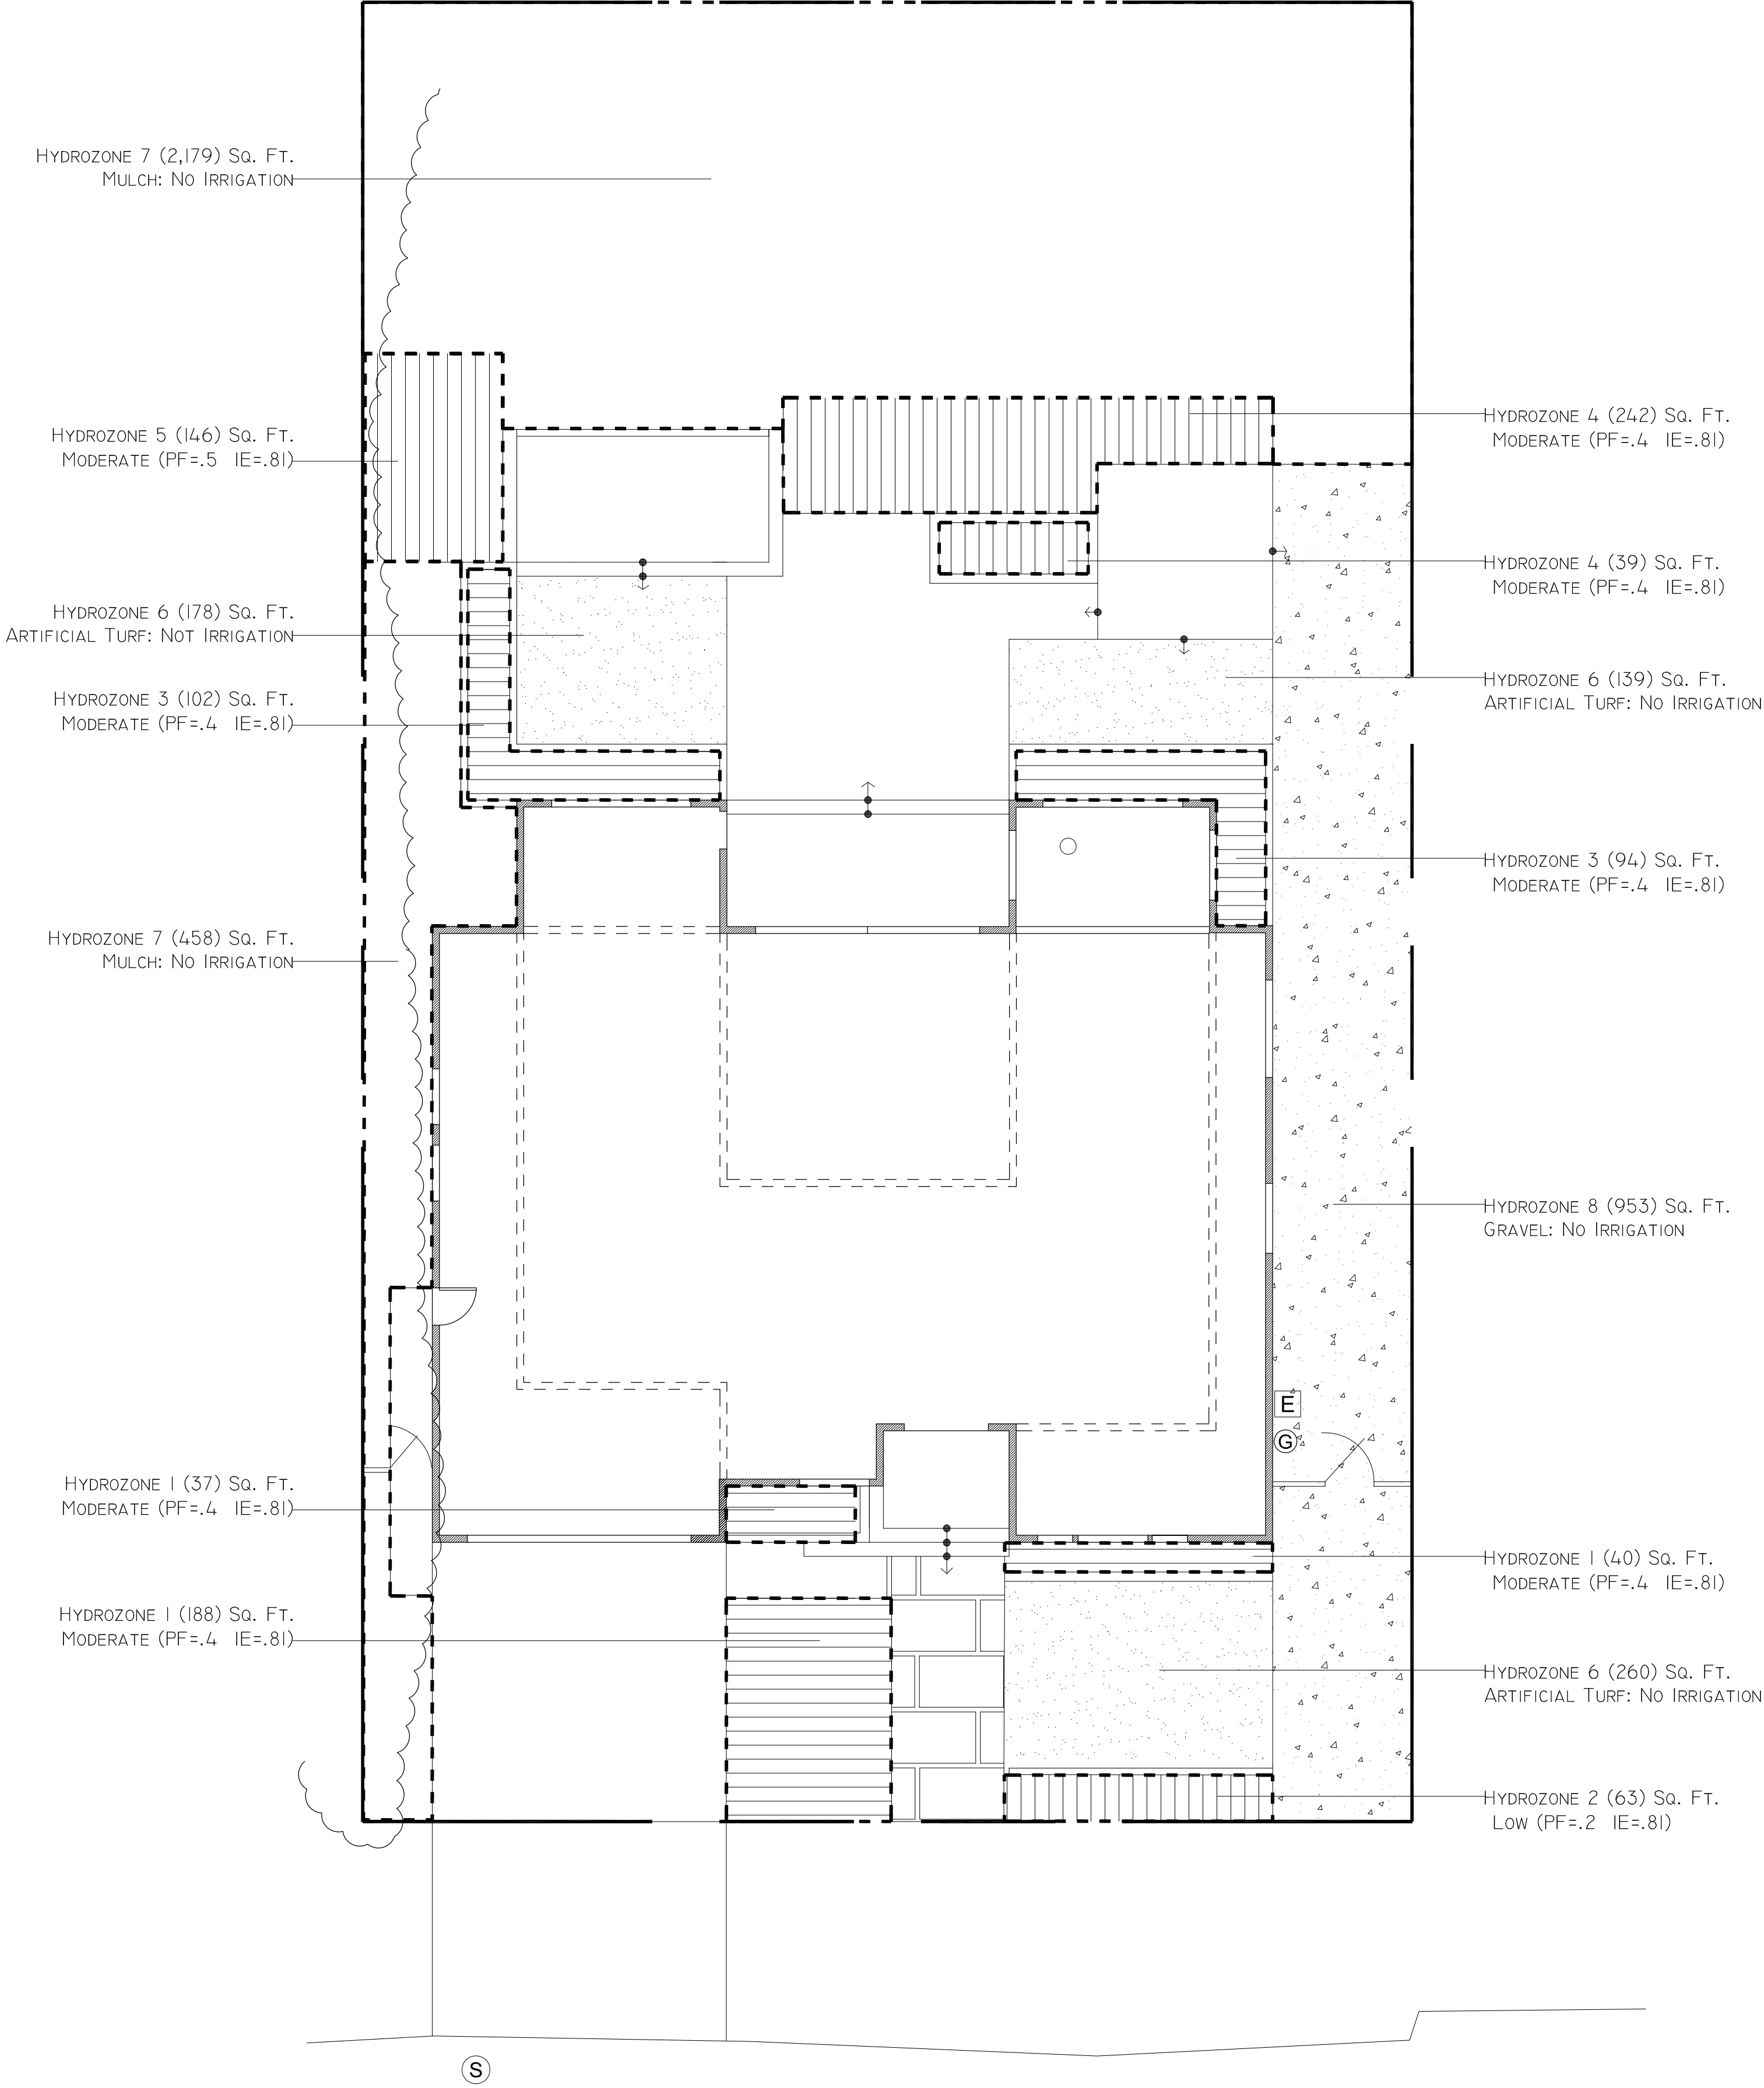 Hydrozone 7 (2,179) Sq. Ft.
Mulch: No Irrigation
Hydrozone 5 (146) Sq. Ft.
Moderate (PF=.5 IE=.81)
Hydrozone 6 (178) Sq. Ft.
Artificial Turf: Not Irrigation
Hydrozone 3 (102) Sq. Ft.
Moderate (PF=.4 IE=.81)
Hydrozone 7 (458) Sq. Ft.
Mulch: No Irrigation
Hydrozone 1 (37) Sq. Ft.
Moderate (PF=.4 IE=.81)
Hydrozone 1 (188) Sq. Ft.
Moderate (PF=.4 IE=.81)
Hydrozone 4 (242) Sq. Ft.
Moderate (PF=.4 IE=.81)
Hydrozone 4 (39) Sq. Ft.
Moderate (PF=.4 IE=.81)
Hydrozone 6 (139) Sq. Ft.
Artificial Turf: No Irrigation
Hydrozone 3 (94) Sq. Ft.
Moderate (PF=.4 IE=.81)
Hydrozone 8 (953) Sq. Ft.
Gravel: No Irrigation
E
G
Hydrozone 1 (40) Sq. Ft.
Moderate (PF=.4 IE=.81)
Hydrozone 6 (260) Sq. Ft.
Artificial Turf: No Irrigation
Hydrozone 2 (63) Sq. Ft.
Low (PF=.2 IE=.81)
S